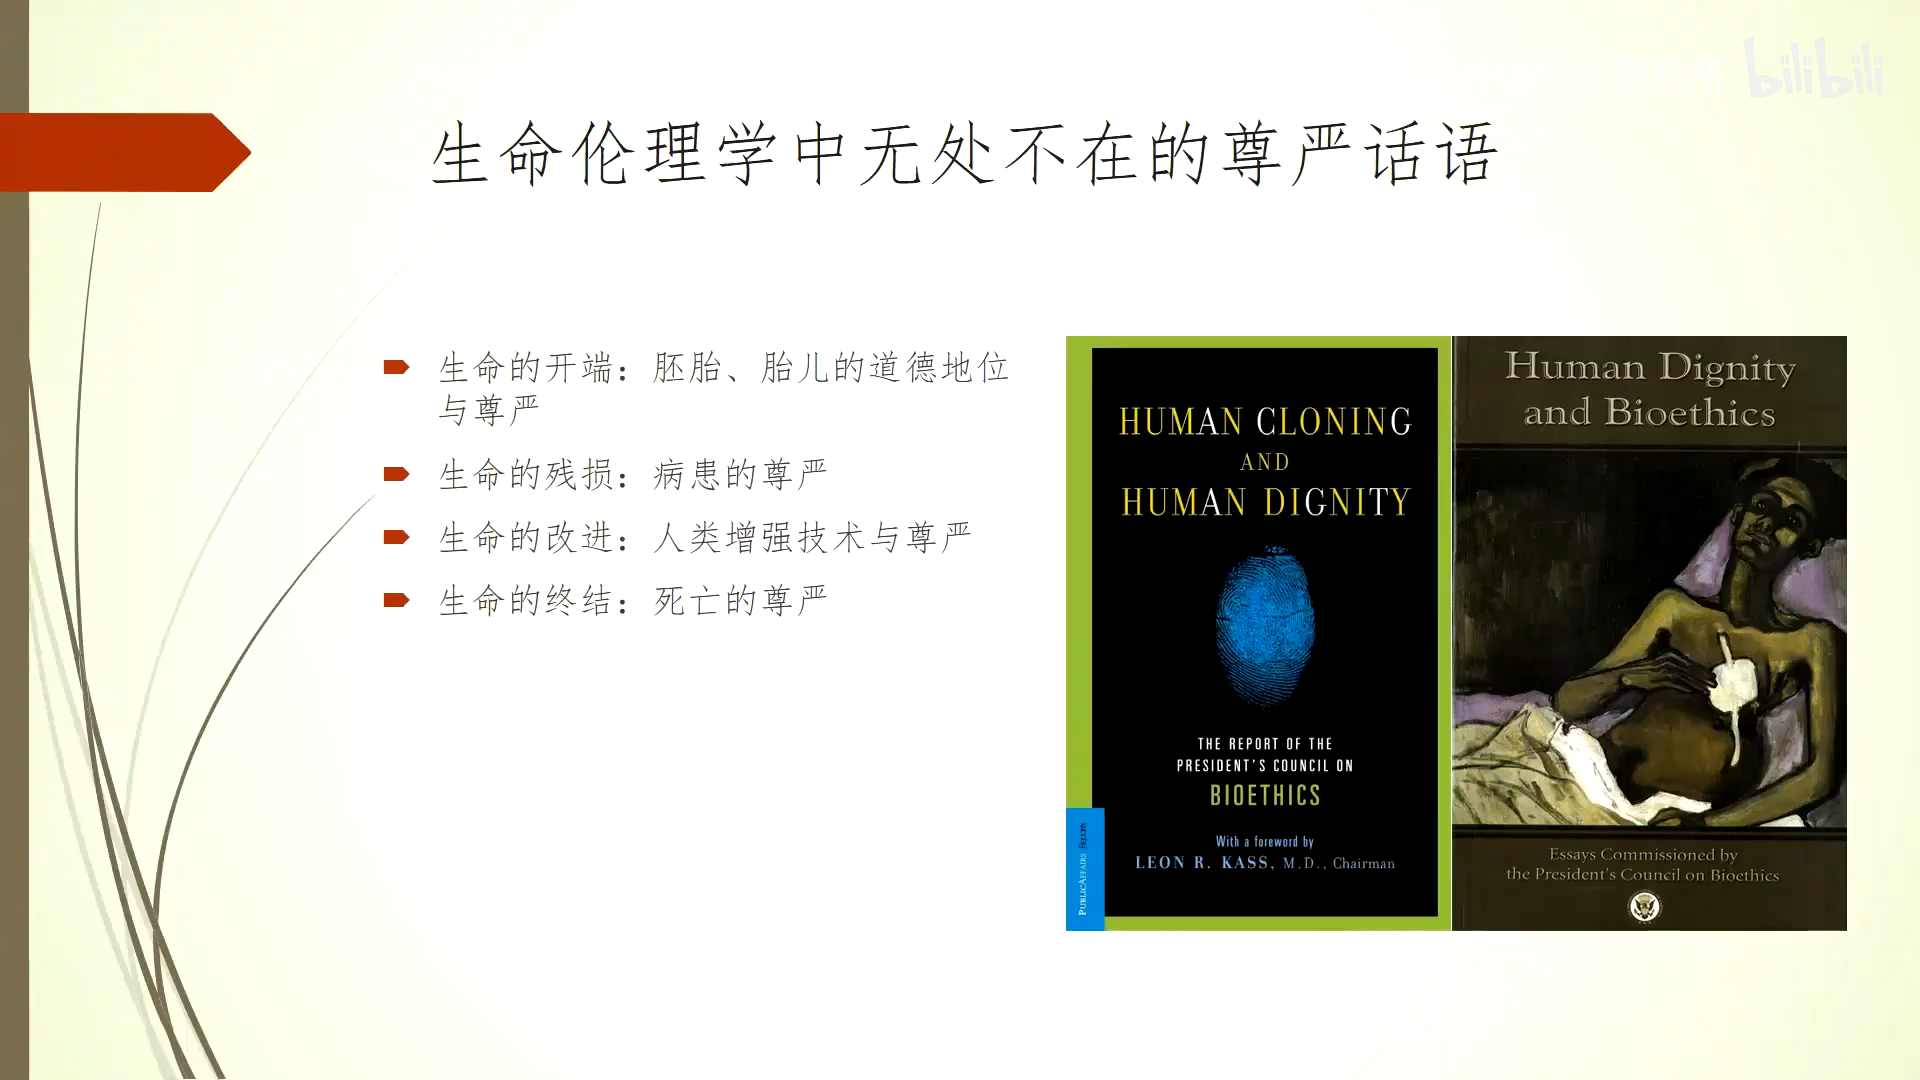 bilibili
生命伦理学中无处不在的尊严话语
生命的开端：胚胎、胎儿的道德地位
与尊严
生命的残损：病患的尊严
生命的改进：人类增强技术与尊严
生命的终结：死亡的尊严
HUMAN CLONING
AND
HUMAN DIGNITY
THE REPORT OF THE
PRESIDENT'S COUNCIL ON
BIOETHICS
With a foreword by
LEON R. KASS, M.D., Chairman
PUBLICAFFAIRS Reports
Human Dignity
and Bioethics
Essays Commissioned by
the President's Council on Bioethics